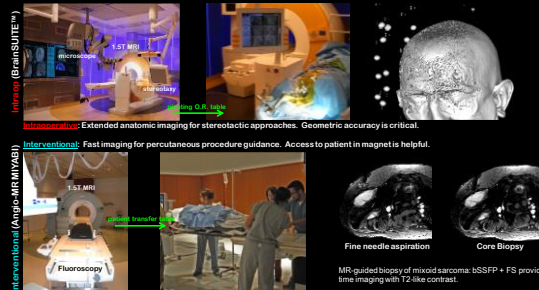 Intraop (BrainSUITE™)
1.5T MRI
microscope
stereotaxy
pivoting O.R. table
Intraoperative: Extended anatomic imaging for stereotactic approaches. Geometric accuracy is critical.
Interventional: Fast imaging for percutaneous procedure guidance. Access to patient in magnet is helpful.
Interventional (Angio-MR MIYABI)
1.5T MRI
patient transfer table
Fluoroscopy
Fine needle aspiration
Core Biopsy
MR-guided biopsy of mixoid sarcoma: bSSFP + FS provid
time imaging with T2-like contrast.